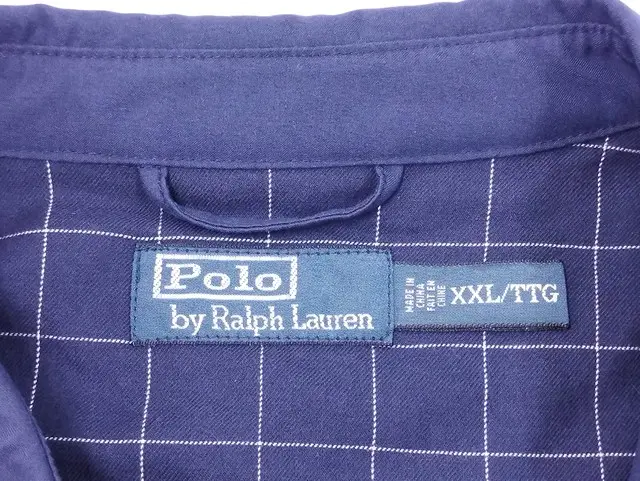 Polo
by Ralph Lauren
MADE IN
CHINA
FAIT EN
CHINE
XXL/TTG